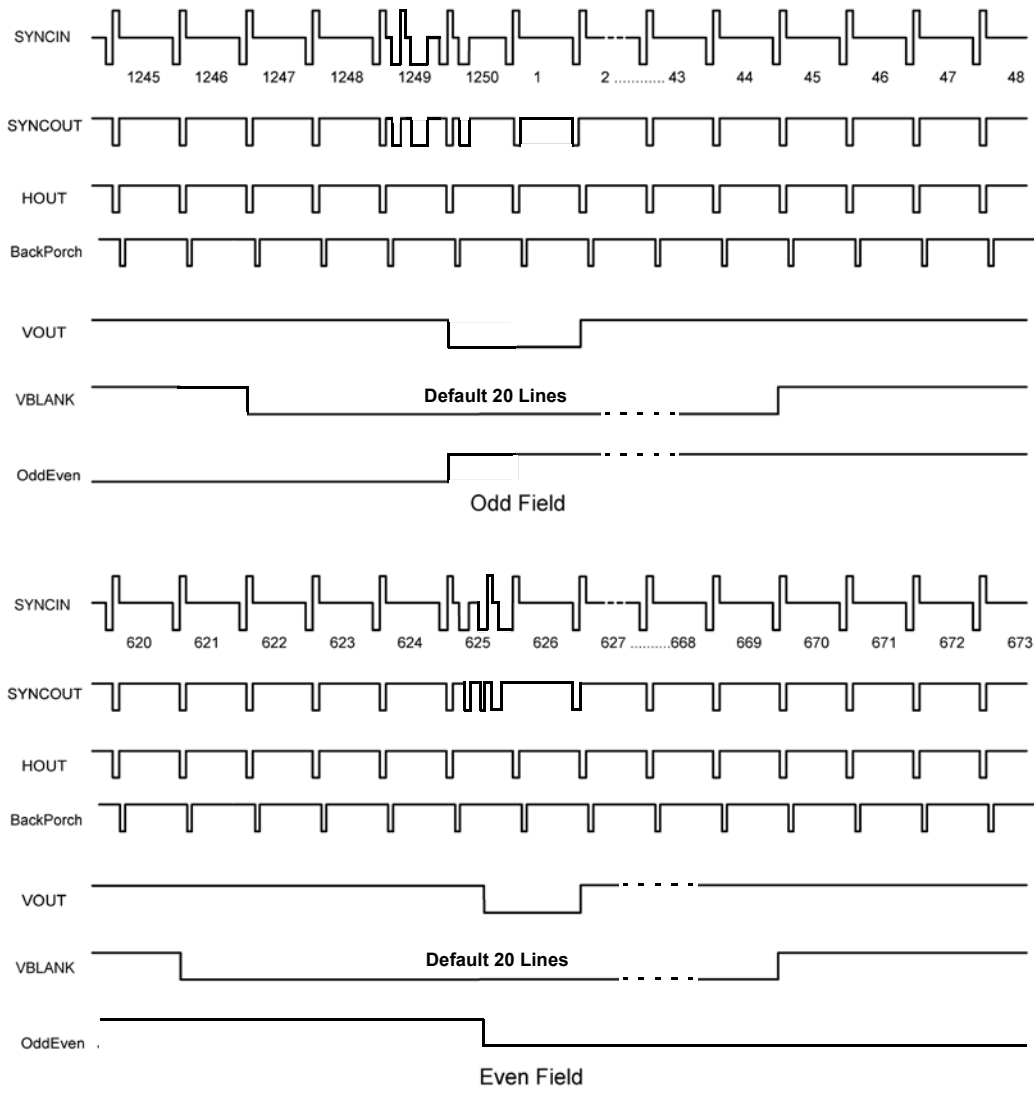 SYNCIN
1245 1246 1247 1248 1249 1250 1 2 ............. 43 44 45 46 47 48
SYNCOUT
HOUT
BackPorch
VOUT
VBLANK
Default 20 Lines
OddEven
Odd Field
SYNCIN
620 621 622 623 624 625 626 627 ..........668 669 670 671 672 673
SYNCOUT
HOUT
BackPorch
VOUT
VBLANK
Default 20 Lines
OddEven
Even Field